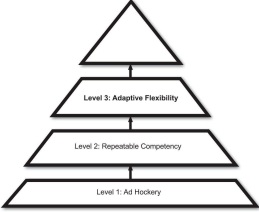 Level 3: Adaptive Flexibility
Level 2: Repeatable Competency
Level 1: Ad Hockery